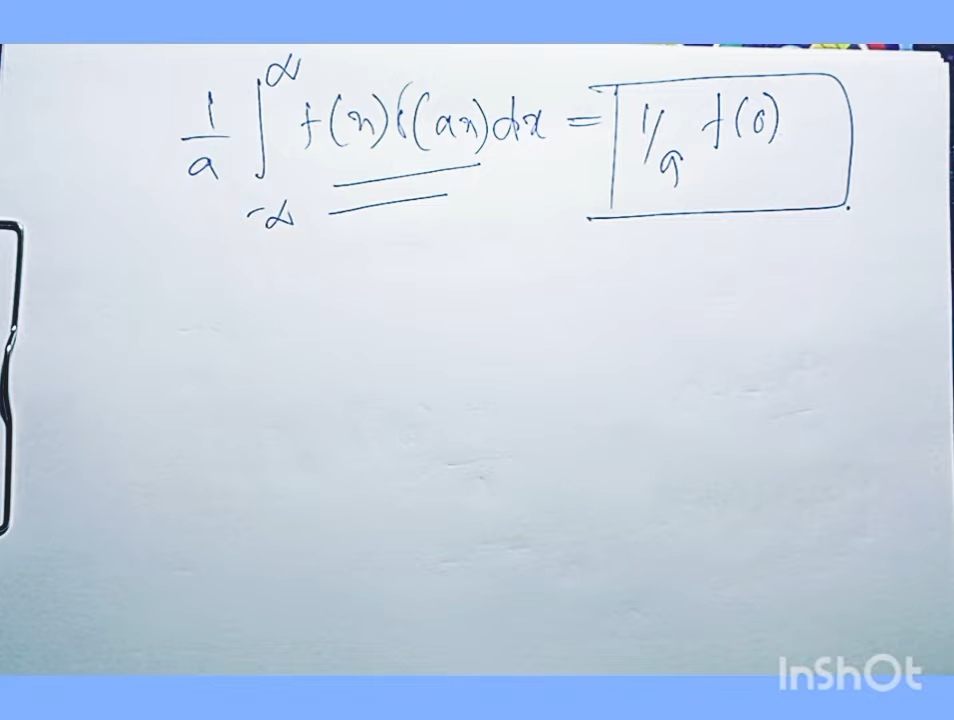 1/a ∫_{-∞}^{∞} f(x) δ(ax) dx = 1/a f(0)
InShOt